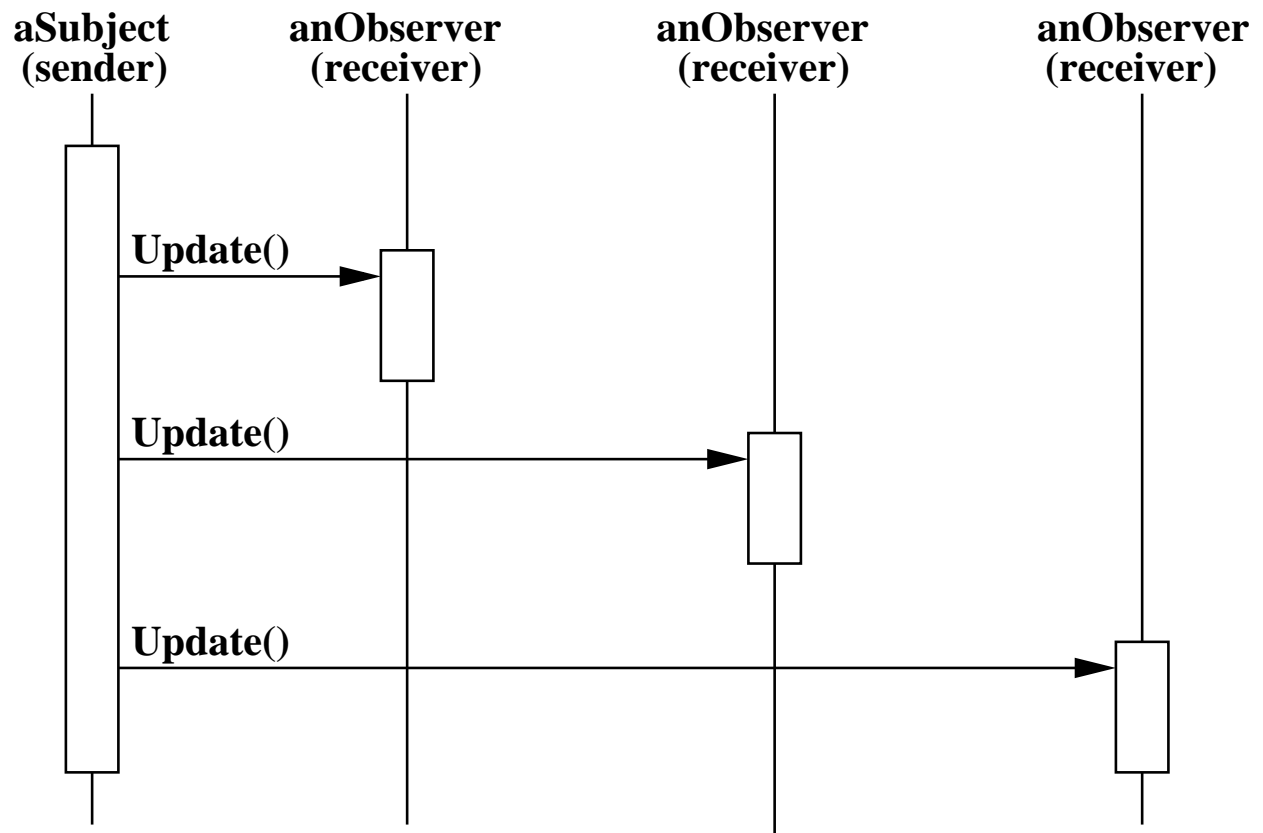 aSubject
(sender)
anObserver
(receiver)
anObserver
(receiver)
anObserver
(receiver)
Update()
Update()
Update()